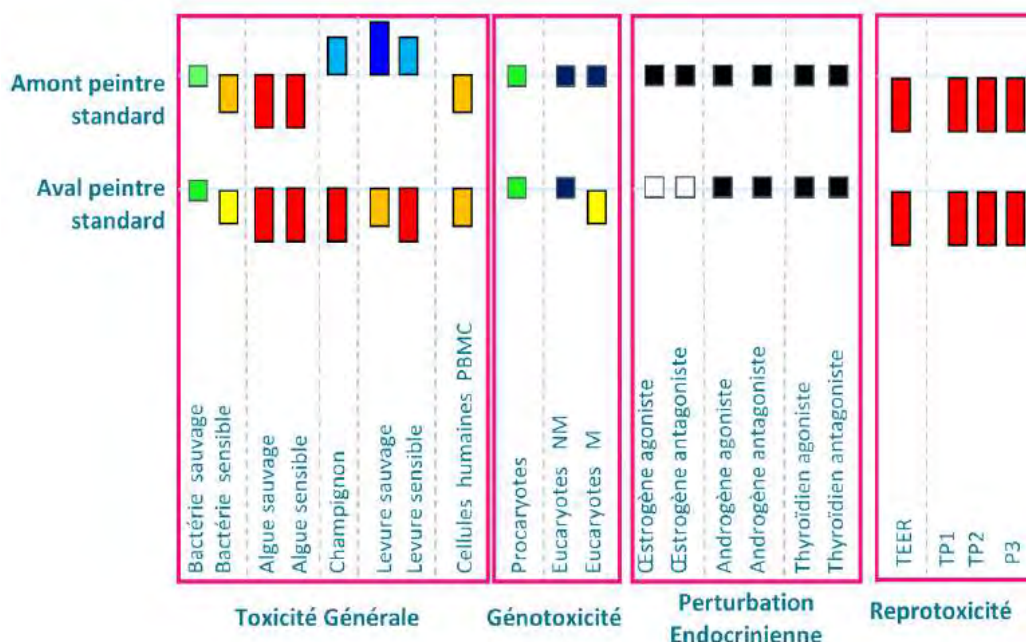 Amont peintre
standard
Aval peintre
standard
Bactérie sauvage
Bactérie sensible
Algue sauvage
Algue sensible
Champignon
Levure sauvage
Levure sensible
Cellules humaines PBMC
Procaryotes
Eucaryotes NM
Eucaryotes M
Œstrogène agoniste
Œstrogène antagoniste
Androgène agoniste
Androgène antagoniste
Thyroïdien agoniste
Thyroïdien antagoniste
TEER
TP1
TP2
P3
Toxicité Générale
Génotoxicité
Perturbation
Endocrinienne
Reprotoxicité